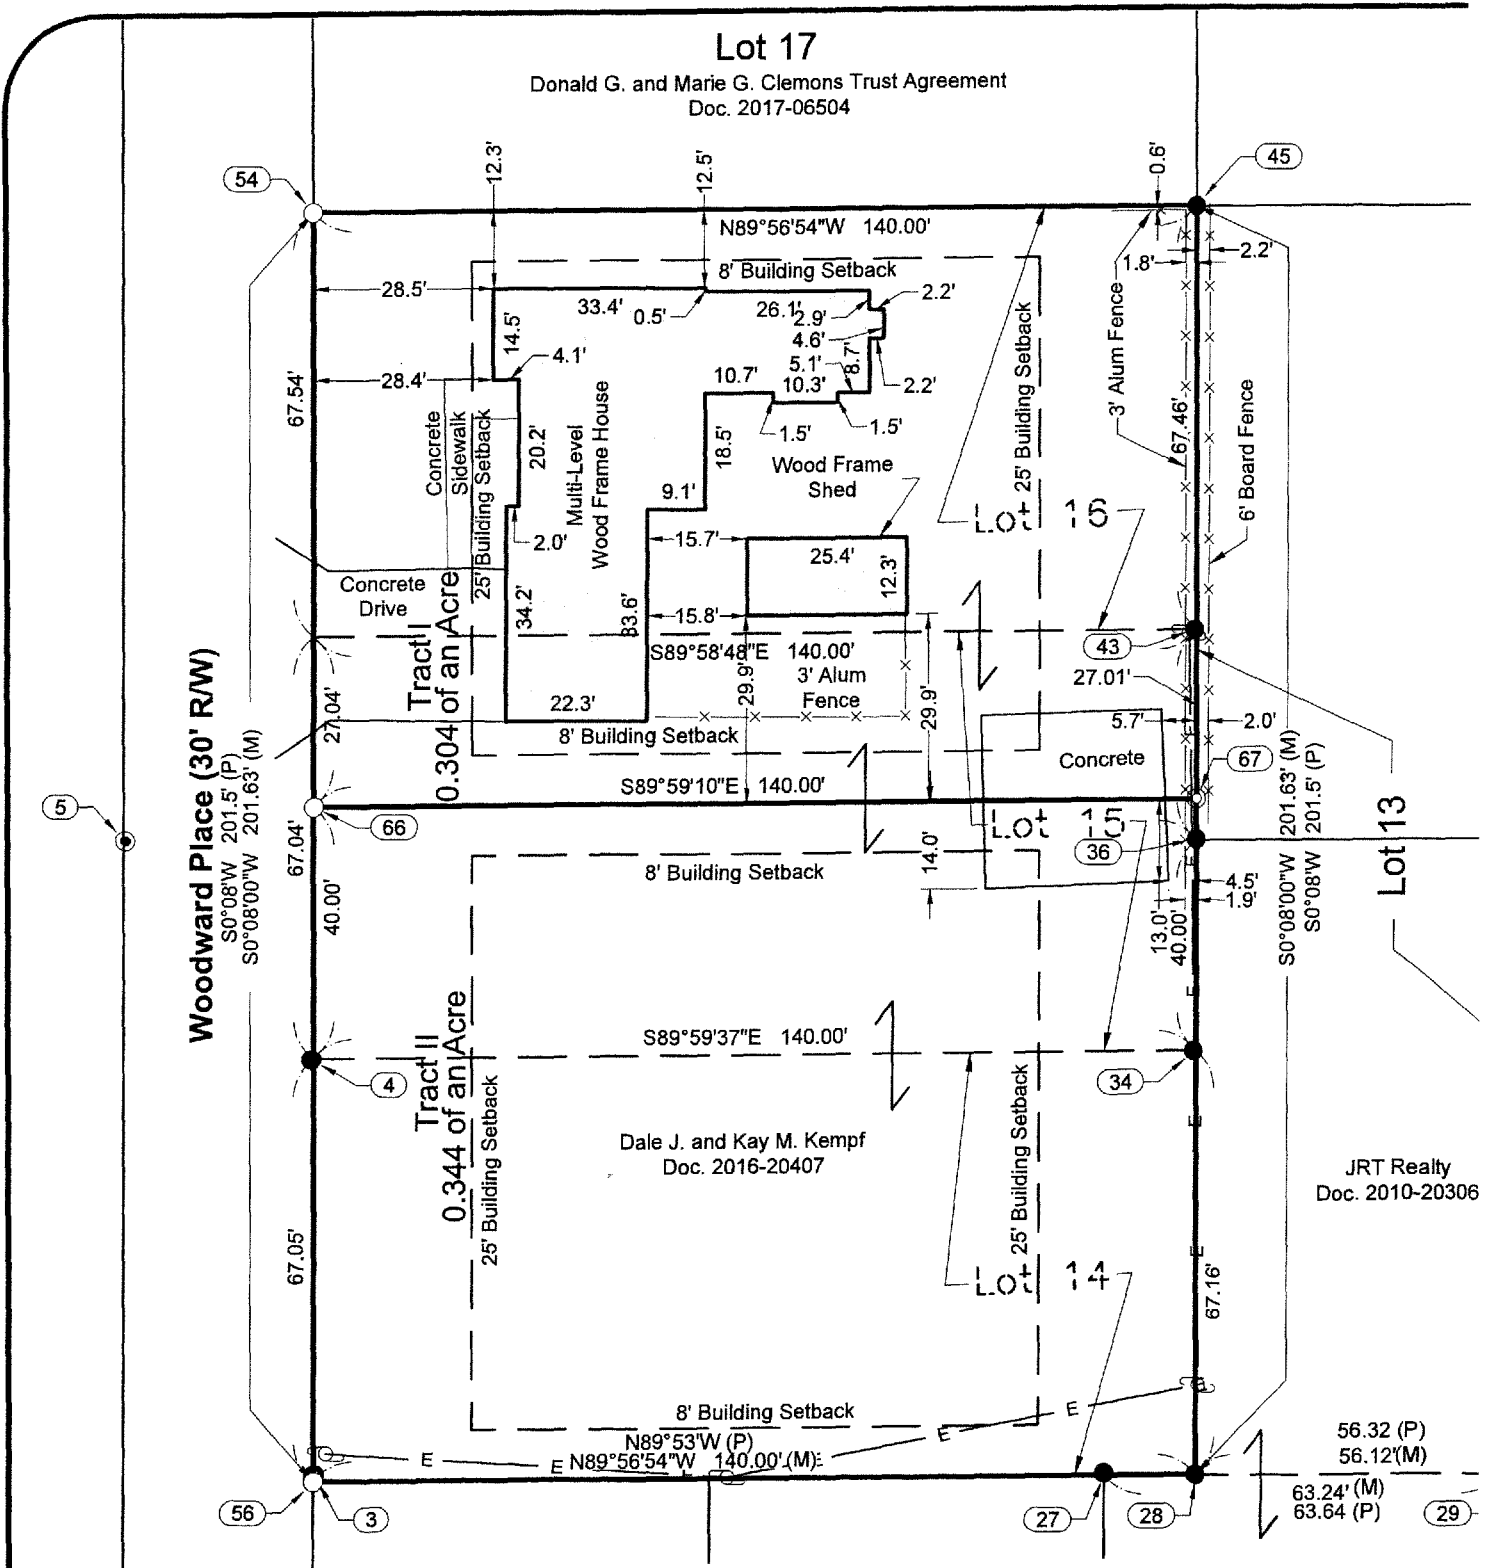 Lot 17
Donald G. and Marie G. Clemons Trust Agreement
Doc. 2017-06504
54
12.3'
12.5'
0.6'
45
N89°56'54"W 140.00'
8' Building Setback
2.2'
1.8'
28.5'
33.4'
0.5'
26.1'
2.9'
2.2'
4.6'
14.5'
4.1'
5.1'
8.7'
28.4'
10.7'
10.3'
2.2'
1.5'
1.5'
67.54'
Concrete
Sidewalk
25' Building Setback
20.2'
Multi-Level
Wood Frame House
18.5'
Wood Frame
Shed
25' Building Setback
3' Alum Fence
67.46'
6' Board Fence
9.1'
Lot 16
2.0'
15.7'
25.4'
12.3'
Concrete
Drive
34.2'
33.6'
15.8'
43
S89°58'48"E 140.00'
Tract I
0.304 of an Acre
29.9'
3' Alum
Fence
29.9'
27.01'
27.04'
22.3'
8' Building Setback
5.7'
2.0'
Concrete
Woodward Place (30' R/W)
S0°08'W 201.5' (P)
S0°08'00"W 201.63' (M)
S89°59'10"E 140.00'
67
5
66
Lot 15
36
67.04'
40.00'
8' Building Setback
14.0'
4.5'
1.9'
13.0'
40.00'
S0°08'00"W 201.63' (M)
S0°08'W 201.5' (P)
Lot 13
E
E
E
S89°59'37"E 140.00'
4
34
Tract II
0.344 of an Acre
25' Building Setback
25' Building Setback
E
Dale J. and Kay M. Kempf
Doc. 2016-20407
JRT Realty
Doc. 2010-20306
67.05'
E
Lot 14
67.16'
8' Building Setback
N89°53'W (P)
N89°56'54"W 140.00' (M)
E
E
E
E
E
56.32 (P)
56.12'(M)
63.24' (M)
63.64 (P)
56
3
27
28
29